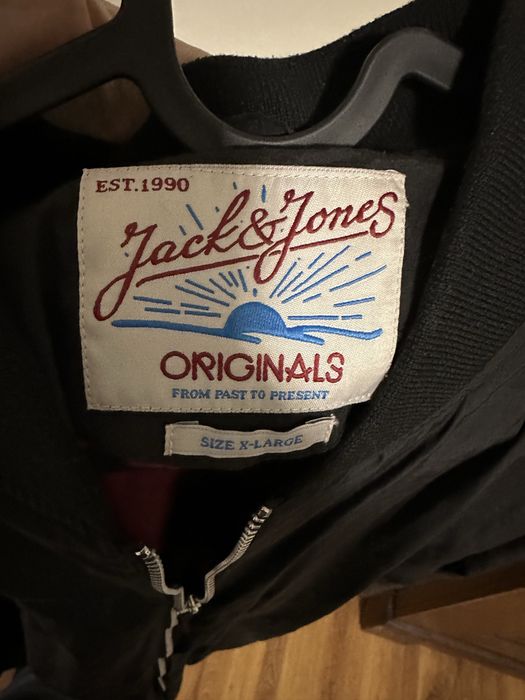 EST. 1990
Jack & Jones
ORIGINALS
FROM PAST TO PRESENT
SIZE X-LARGE